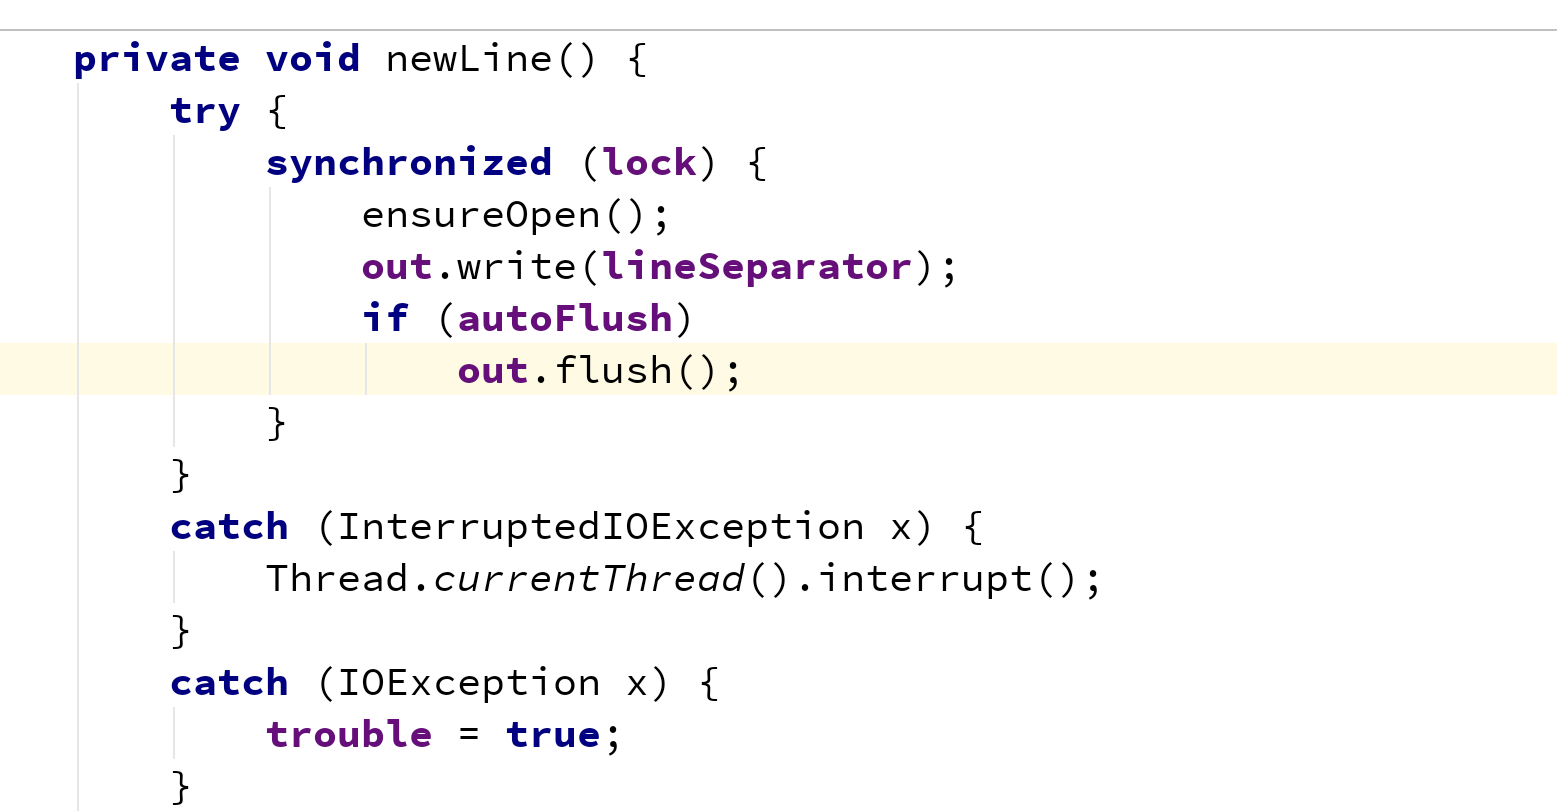 private void newLine() {
    try {
        synchronized (lock) {
            ensureOpen();
            out.write(lineSeparator);
            if (autoFlush)
                out.flush();
        }
    }
    catch (InterruptedIOException x) {
        Thread.currentThread().interrupt();
    }
    catch (IOException x) {
        trouble = true;
    }